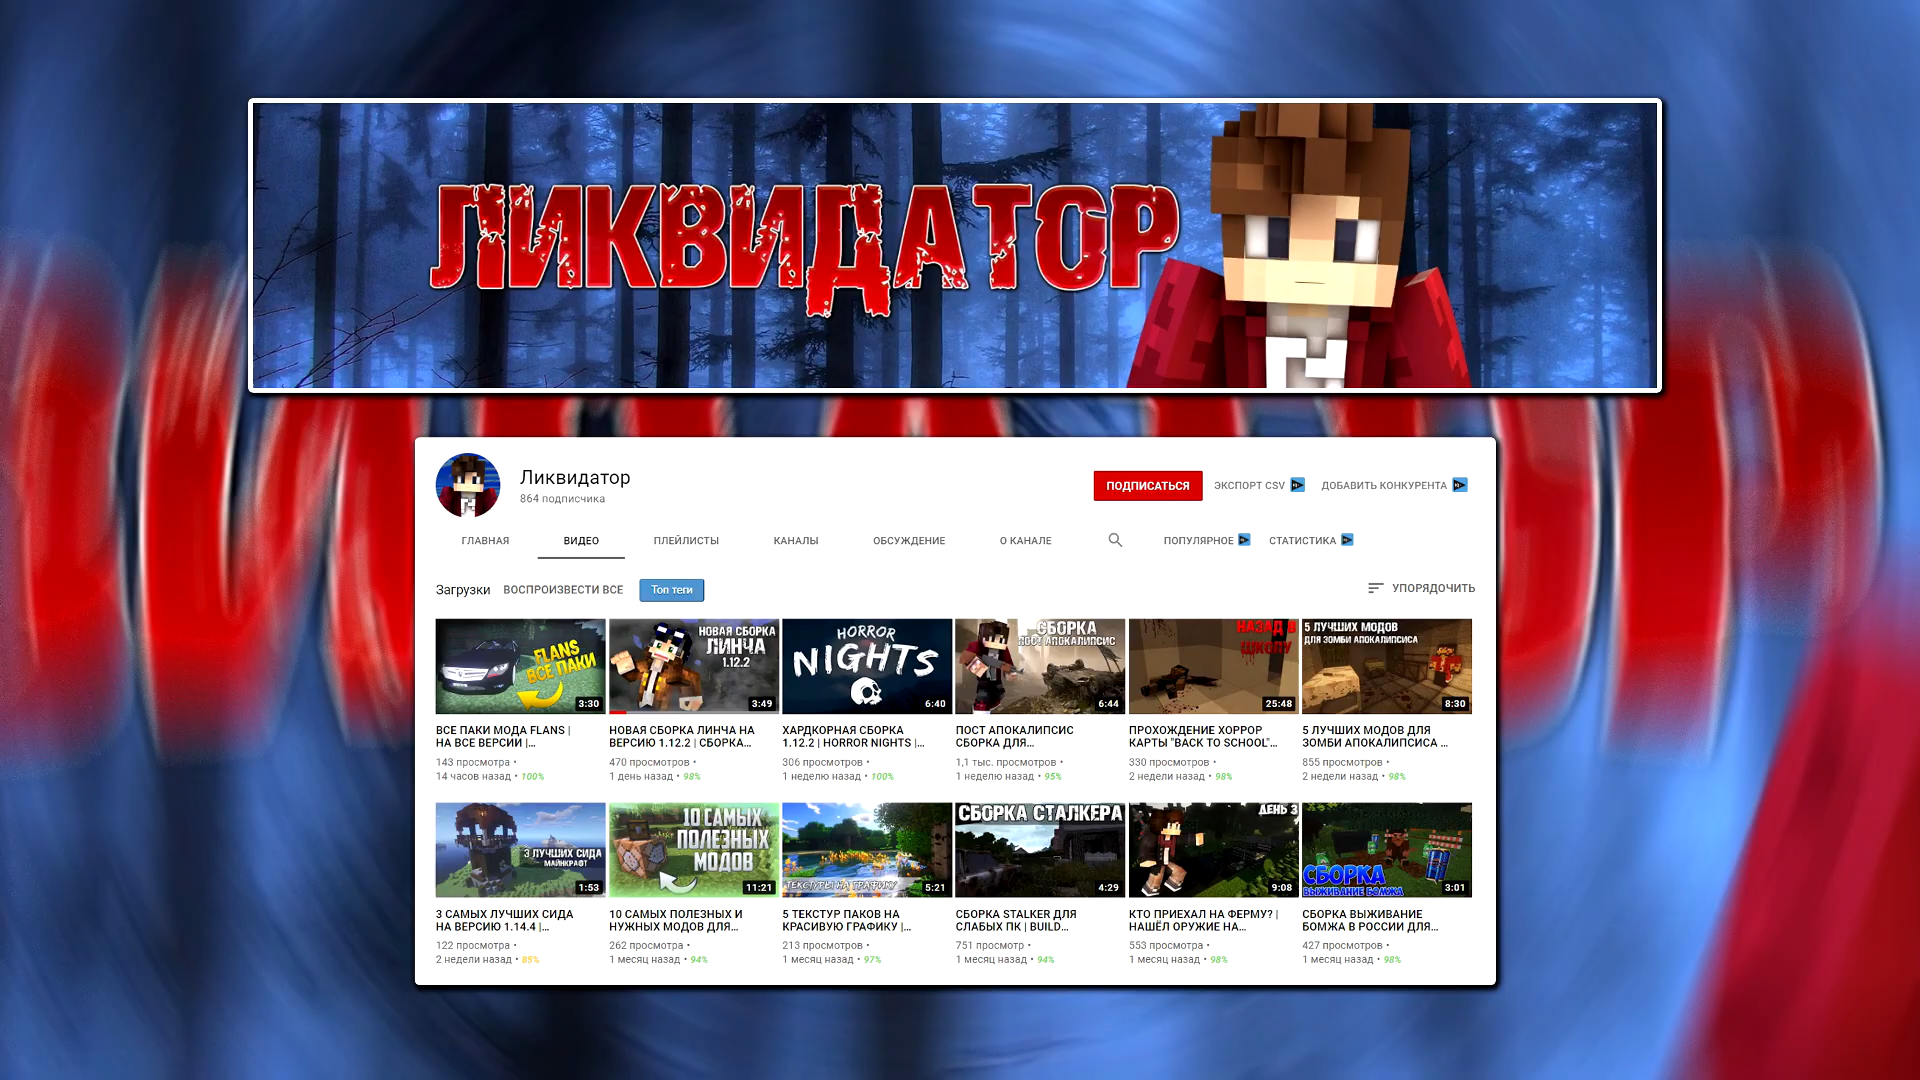 ЛИКВИДАТОР
Ликвидатор
864 подписчика
ПОДПИСАТЬСЯ
ЭКСПОРТ CSV
ДОБАВИТЬ КОНКУРЕНТА
ГЛАВНАЯ
ВИДЕО
ПЛЕЙЛИСТЫ
КАНАЛЫ
ОБСУЖДЕНИЕ
О КАНАЛЕ
ПОПУЛЯРНОЕ
СТАТИСТИКА
Загрузки
ВОСПРОИЗВЕСТИ ВСЕ
Топ теги
УПОРЯДОЧИТЬ
FLANS
ВСЕ ПАКИ
3:30
ВСЕ ПАКИ МОДА FLANS |
НА ВСЕ ВЕРСИИ |...
143 просмотра •
14 часов назад • 100%
НОВАЯ СБОРКА
ЛИНЧА
1.12.2
3:49
НОВАЯ СБОРКА ЛИНЧА НА
ВЕРСИЮ 1.12.2 | СБОРКА...
470 просмотров •
1 день назад • 98%
HORROR
NIGHTS
6:40
ХАРДКОРНАЯ СБОРКА
1.12.2 | HORROR NIGHTS |...
306 просмотров •
1 неделю назад • 100%
СБОРКА
ПОСТ АПОКАЛИПСИС
6:44
ПОСТ АПОКАЛИПСИС
СБОРКА ДЛЯ...
1,1 тыс. просмотров •
1 неделю назад • 95%
НАЗАД В
ШКОЛУ
25:48
ПРОХОЖДЕНИЕ ХОРРОР
КАРТЫ "BACK TO SCHOOL"...
330 просмотров •
2 недели назад • 98%
5 ЛУЧШИХ МОДОВ
ДЛЯ ЗОМБИ АПОКАЛИПСИСА
8:30
5 ЛУЧШИХ МОДОВ ДЛЯ
ЗОМБИ АПОКАЛИПСИСА ...
855 просмотров •
2 недели назад • 98%
3 ЛУЧШИХ СИДА
МАЙНКРАФТ
1:53
3 САМЫХ ЛУЧШИХ СИДА
НА ВЕРСИЮ 1.14.4 |...
122 просмотра •
2 недели назад • 85%
10 САМЫХ
ПОЛЕЗНЫХ
МОДОВ
11:21
10 САМЫХ ПОЛЕЗНЫХ И
НУЖНЫХ МОДОВ ДЛЯ...
262 просмотра •
1 месяц назад • 94%
ТЕКСТУРЫ НА ГРАФИКУ
5:21
5 ТЕКСТУР ПАКОВ НА
КРАСИВУЮ ГРАФИКУ |...
213 просмотров •
1 месяц назад • 97%
СБОРКА СТАЛКЕРА
4:29
СБОРКА STALKER ДЛЯ
СЛАБЫХ ПК | BUILD...
751 просмотр •
1 месяц назад • 94%
ДЕНЬ 3
9:08
КТО ПРИЕХАЛ НА ФЕРМУ? |
НАШЁЛ ОРУЖИЕ НА...
553 просмотра •
1 месяц назад • 98%
СБОРКА
ВЫЖИВАНИЕ БОМЖА
3:01
СБОРКА ВЫЖИВАНИЕ
БОМЖА В РОССИИ ДЛЯ...
427 просмотров •
1 месяц назад • 98%